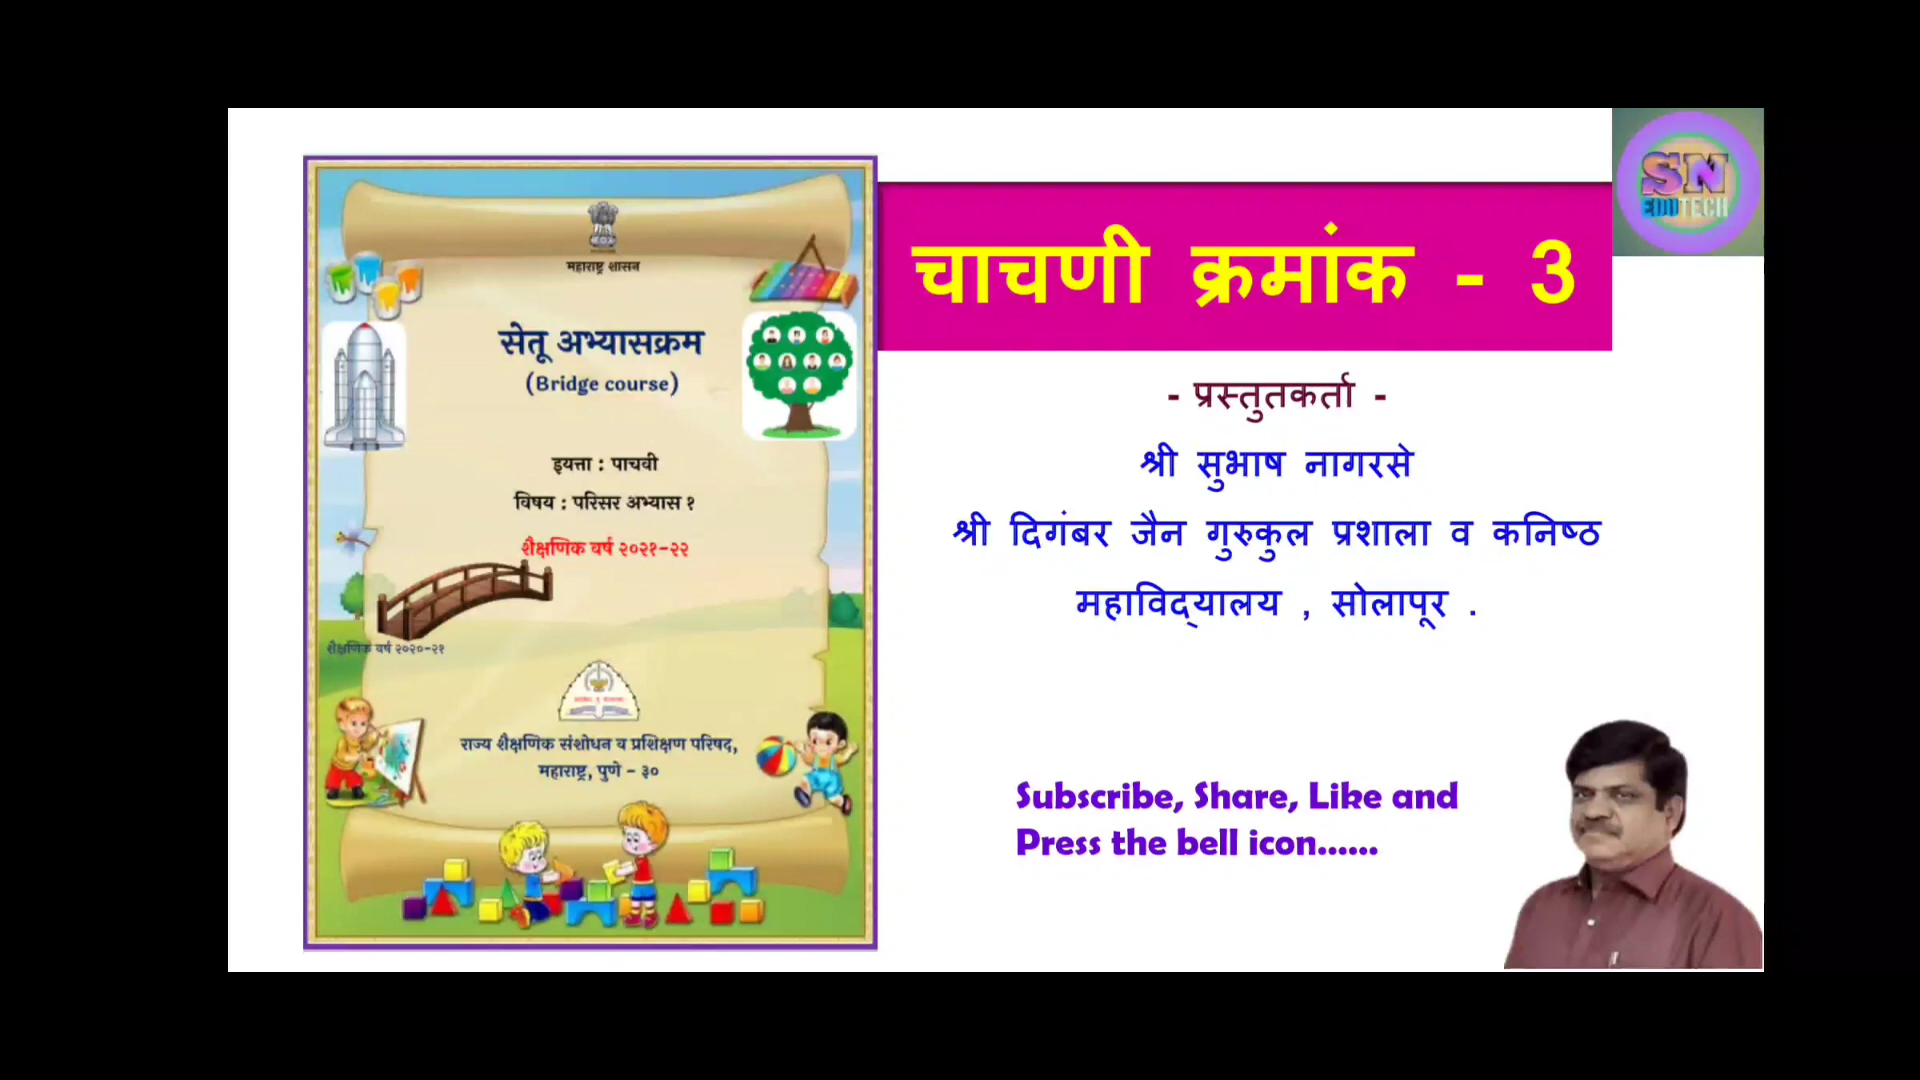 महाराष्ट्र शासन
सेतू अभ्यासक्रम
(Bridge course)
इयत्ता : पाचवी
विषय : परिसर अभ्यास १
शैक्षणिक वर्ष २०२१-२२
शैक्षणिक वर्ष २०२०-२१
राज्य शैक्षणिक संशोधन व प्रशिक्षण परिषद,
महाराष्ट्र, पुणे - ३०
SN
EDUTECH
चाचणी क्रमांक - 3
- प्रस्तुतकर्ता -
श्री सुभाष नागरसे
श्री दिगंबर जैन गुरुकुल प्रशाला व कनिष्ठ
महाविद्यालय , सोलापूर .
Subscribe, Share, Like and
Press the bell icon......